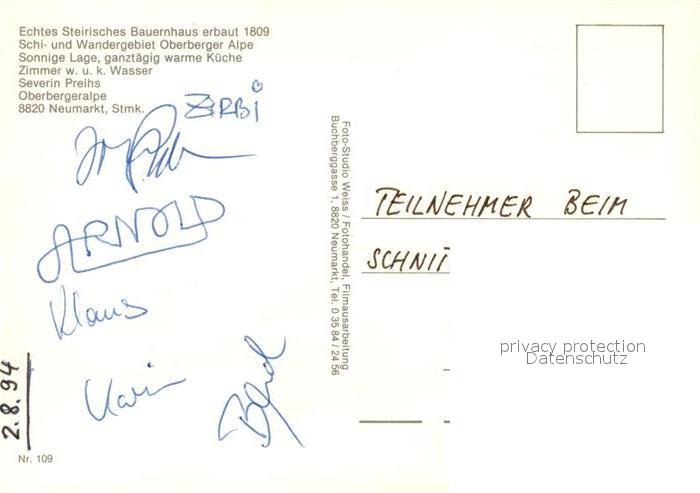 Echtes Steirisches Bauernhaus erbaut 1809
Schi- und Wandergebiet Oberberger Alpe
Sonnige Lage, ganztägig warme Küche
Zimmer w. u. k. Wasser
Severin Preihs
Oberbergeralpe
8820 Neumarkt, Stmk.
ZIRBI
ARNOLD
Klaus
Karin
Bernd
2.8.94
Nr. 109
Foto-Studio Weiss / Fotohandel, Filmausarbeitung
Buchberggasse 1, 8820 Neumarkt, Tel. 0 35 84 / 24 56
TEILNEHMER BEIM
privacy protection
Datenschutz